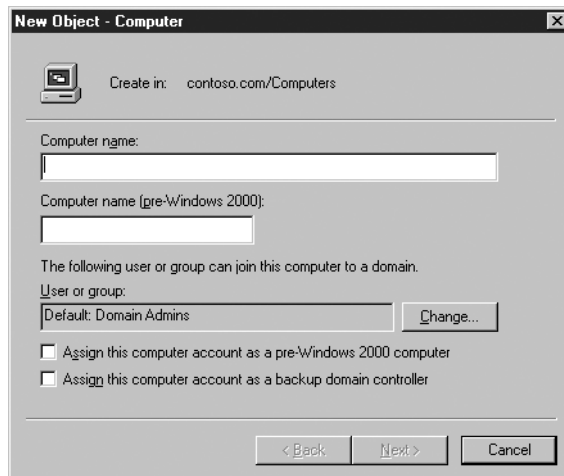 New Object - Computer
Create in: contoso.com/Computers
Computer name:
Computer name (pre-Windows 2000):
The following user or group can join this computer to a domain.
User or group:
Default: Domain Admins
Change...
Assign this computer account as a pre-Windows 2000 computer
Assign this computer account as a backup domain controller
< Back Next > Cancel